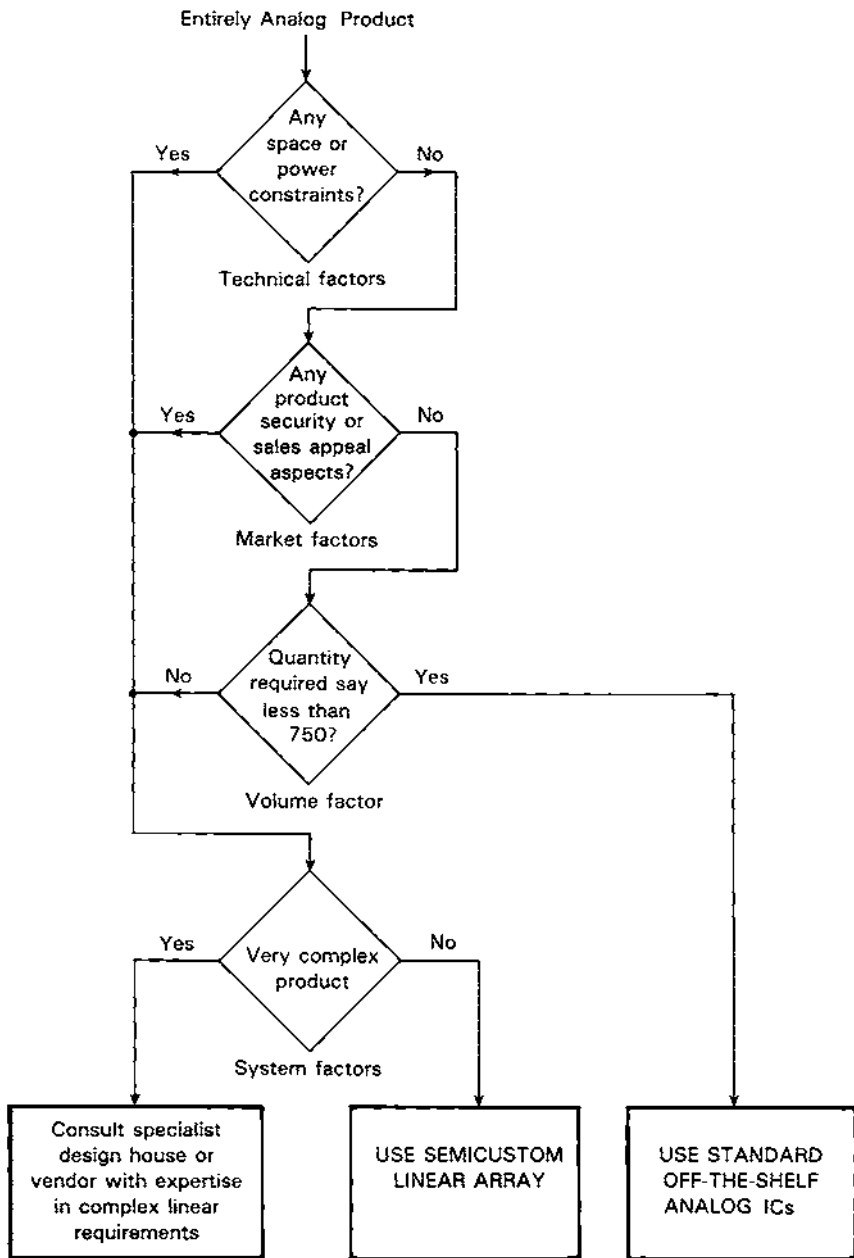 Entirely Analog Product
Any
space or
power
constraints?
Yes
No
Technical factors
Any
product
security or
sales appeal
aspects?
Yes
No
Market factors
Quantity
required say
less than
750?
No
Yes
Volume factor
Very complex
product
Yes
No
System factors
Consult specialist
design house or
vendor with expertise
in complex linear
requirements
USE SEMICUSTOM
LINEAR ARRAY
USE STANDARD
OFF-THE-SHELF
ANALOG ICs